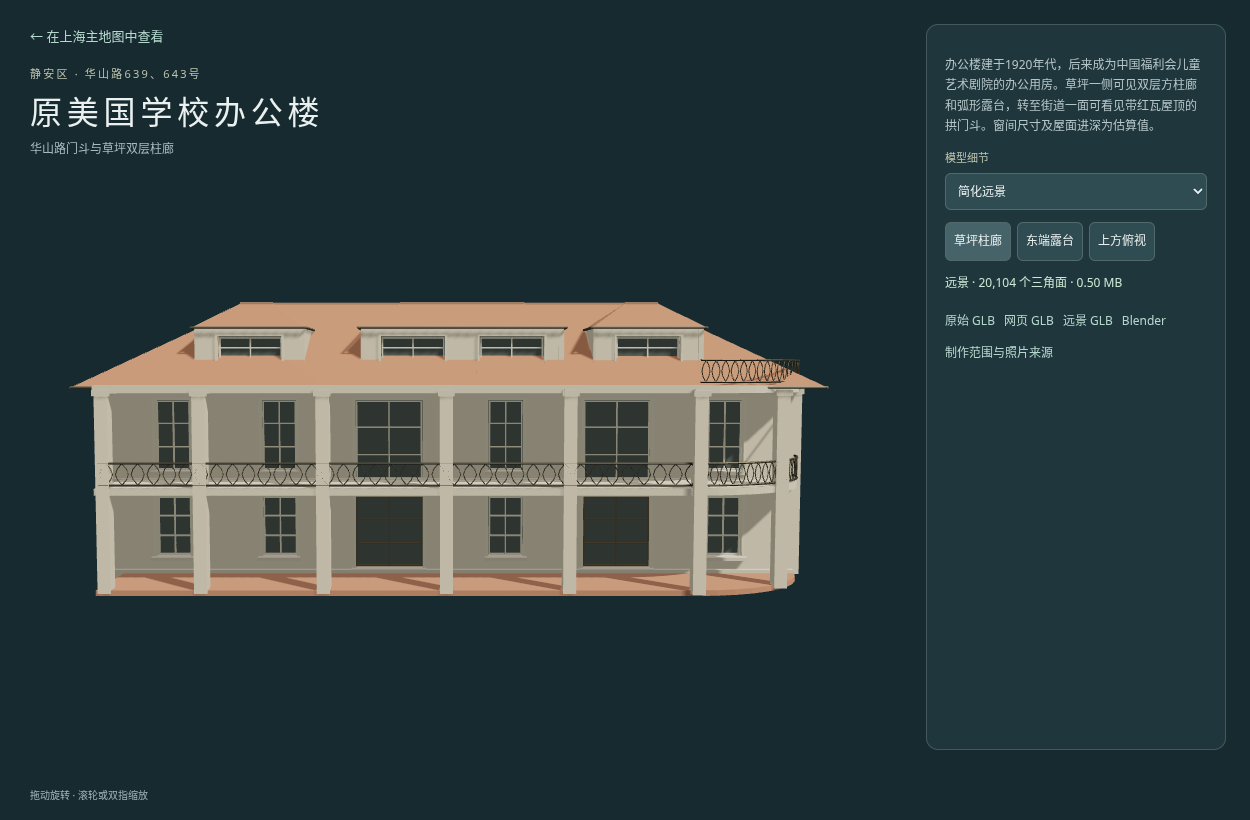 ← 在上海主地图中查看
静安区 · 华山路639、643号
原美国学校办公楼
华山路门斗与草坪双层柱廊
办公楼建于1920年代，后来成为中国福利会儿童
艺术剧院的办公用房。草坪一侧可见双层方柱廊
和弧形露台，转至街道一面可看见带红瓦屋顶的
拱门斗。窗间尺寸及屋面进深为估算值。
模型细节
简化远景
草坪柱廊 东端露台 上方俯视
远景 · 20,104 个三角面 · 0.50 MB
原始 GLB 网页 GLB 远景 GLB Blender
制作范围与照片来源
拖动旋转 · 滚轮或双指缩放